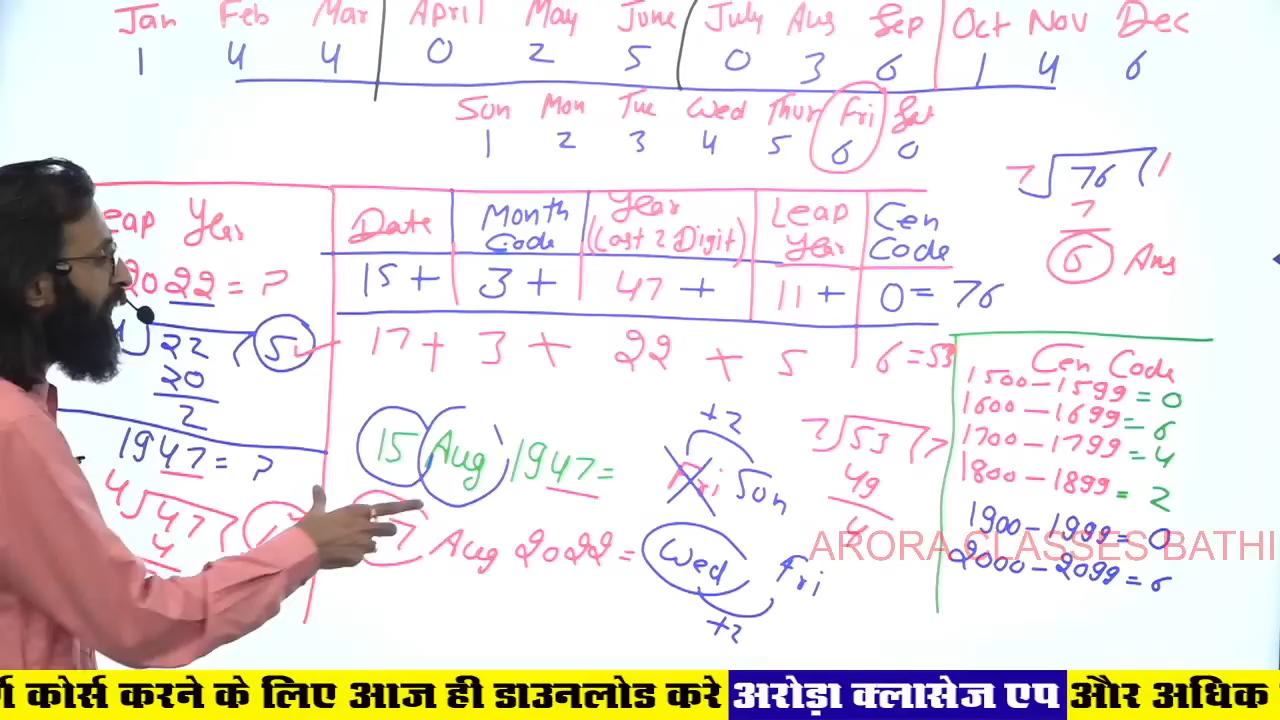 Jan Feb Mar April May June July Aug Sep Oct Nov Dec
1 4 4 0 2 5 0 3 6 1 4 6
Sun Mon Tue Wed Thur Fri Sat
1 2 3 4 5 6 0
7 76 1
7
6 Ans
eap Year
2022 = ?
22 5
20
2
1947 = ?
4 47
4
Date Month Code Year (Last 2 Digit) Leap Year Cen Code
15 + 3 + 47 + 11 + 0 = 76
17 + 3 + 22 + 5 6 = 53
15 Aug 1947 = Fri Sun
+2
7 Aug 2022 = Wed Fri
+2
7 53 7
49
4
Cen Code
1500 - 1599 = 0
1600 - 1699 = 6
1700 - 1799 = 4
1800 - 1899 = 2
1900 - 1999 = 0
2000 - 2099 = 6
ARORA CLASSES BATHI
कोर्स करने के लिए आज ही डाउनलोड करे अरोड़ा क्लासेज एप और अधिक